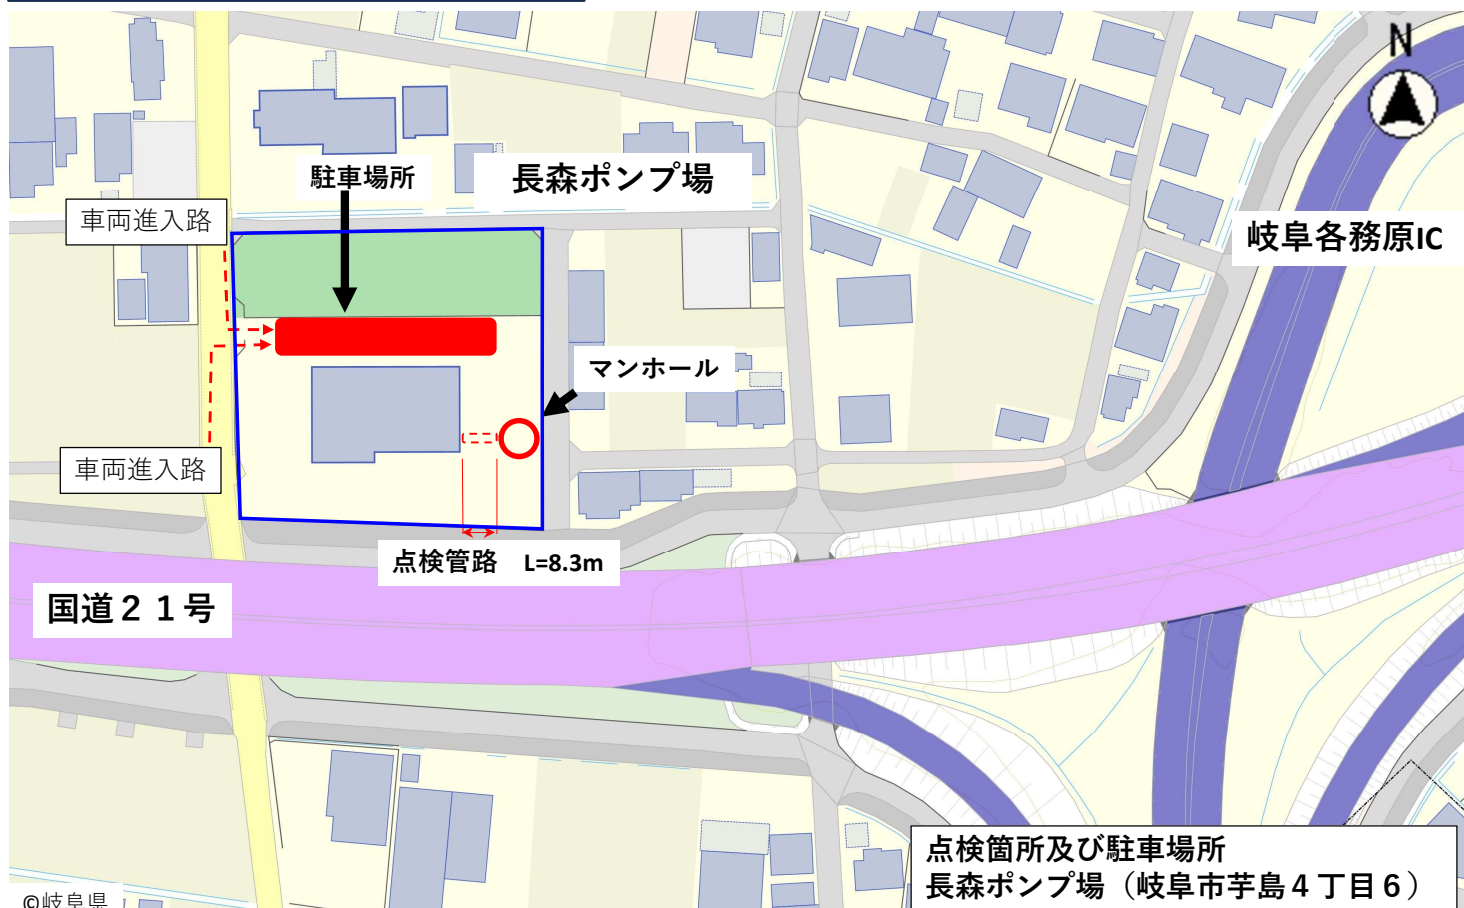 N
駐車場所
長森ポンプ場
車両進入路
岐阜各務原IC
マンホール
車両進入路
点検管路　L=8.3m
国道２１号
点検箇所及び駐車場所
長森ポンプ場（岐阜市芋島４丁目６）
©岐阜県